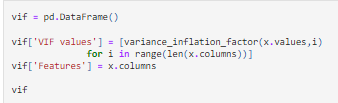 vif = pd.DataFrame()
vif['VIF values'] = [variance_inflation_factor(x.values,i)
for i in range(len(x.columns))]
vif['Features'] = x.columns
vif